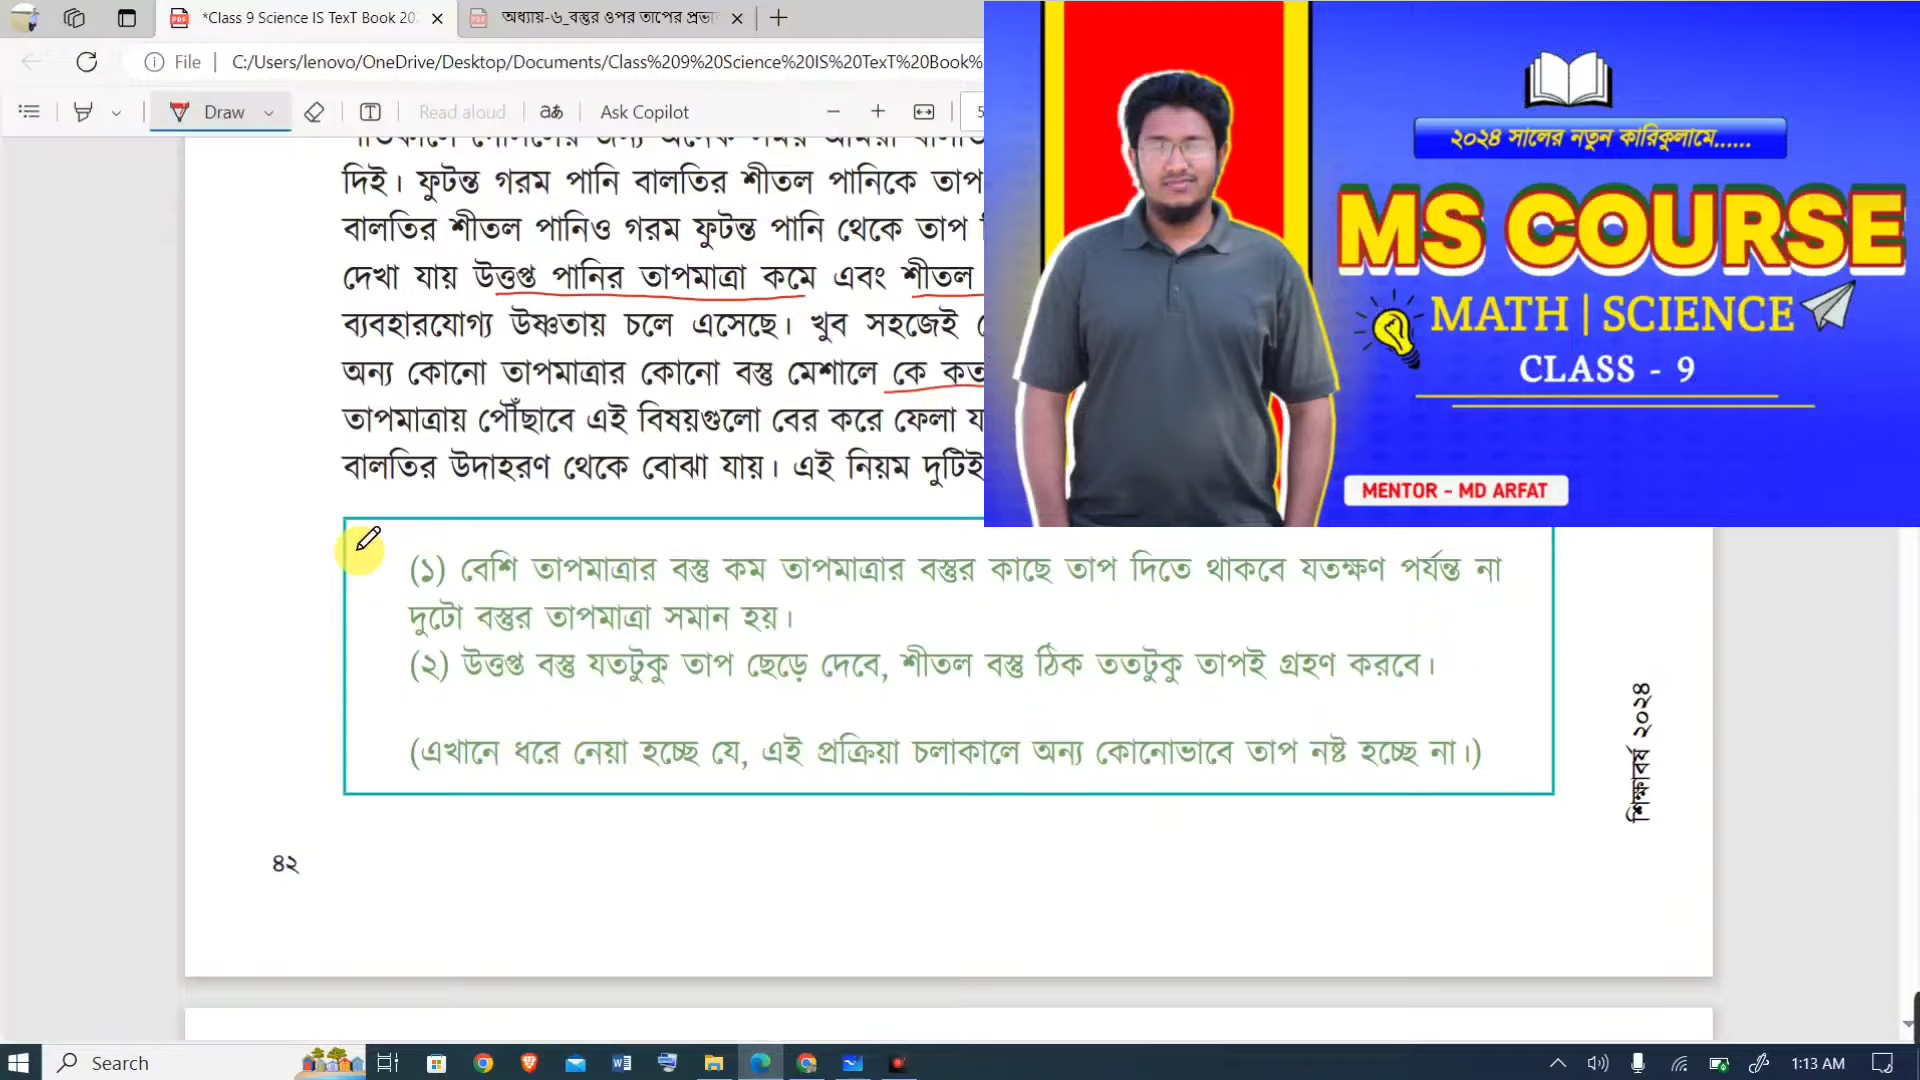 *Class 9 Science IS TexT Book 20
অধ্যায়-৬_বস্তুর ওপর তাপের প্রভা
File
C:/Users/lenovo/OneDrive/Desktop/Documents/Class%209%20Science%20IS%20TexT%20Book%
Draw
Read aloud
aあ
Ask Copilot
5
দিই। ফুটন্ত গরম পানি বালতির শীতল পানিকে তাপ
বালতির শীতল পানিও গরম ফুটন্ত পানি থেকে তাপ
দেখা যায় উত্তপ্ত পানির তাপমাত্রা কমে এবং শীতল
ব্যবহারযোগ্য উষ্ণতায় চলে এসেছে। খুব সহজেই
অন্য কোনো তাপমাত্রার কোনো বস্তু মেশালে কে কত
তাপমাত্রায় পৌঁছাবে এই বিষয়গুলো বের করে ফেলা য
বালতির উদাহরণ থেকে বোঝা যায়। এই নিয়ম দুটিই
২০২৪ সালের নতুন কারিকুলামে......
MS COURSE
MATH | SCIENCE
CLASS - 9
MENTOR - MD ARFAT
(১) বেশি তাপমাত্রার বস্তু কম তাপমাত্রার বস্তুর কাছে তাপ দিতে থাকবে যতক্ষণ পর্যন্ত না
দুটো বস্তুর তাপমাত্রা সমান হয়।
(২) উত্তপ্ত বস্তু যতটুকু তাপ ছেড়ে দেবে, শীতল বস্তু ঠিক ততটুকু তাপই গ্রহণ করবে।
(এখানে ধরে নেয়া হচ্ছে যে, এই প্রক্রিয়া চলাকালে অন্য কোনোভাবে তাপ নষ্ট হচ্ছে না।)
শিক্ষাবর্ষ ২০২৪
৪২
Search
1:13 AM